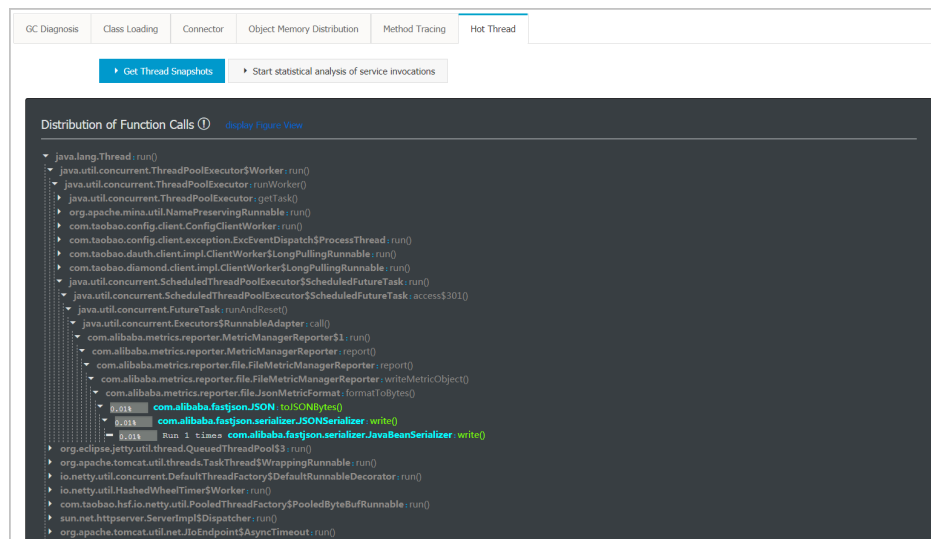 GC Diagnosis Class Loading Connector Object Memory Distribution Method Tracing Hot Thread
Get Thread Snapshots Start statistical analysis of service invocations
Distribution of Function Calls display Figure View
java.lang.Thread:run()
java.util.concurrent.ThreadPoolExecutor$Worker:run()
java.util.concurrent.ThreadPoolExecutor:runWorker()
java.util.concurrent.ThreadPoolExecutor:getTask()
org.apache.mina.util.NamePreservingRunnable:run()
com.taobao.config.client.ConfigClientWorker:run()
com.taobao.config.client.exception.ExcEventDispatch$ProcessThread:run()
com.taobao.dauth.client.impl.ClientWorker$LongPullingRunnable:run()
com.taobao.diamond.client.impl.ClientWorker$LongPullingRunnable:run()
java.util.concurrent.ScheduledThreadPoolExecutor$ScheduledFutureTask:run()
java.util.concurrent.ScheduledThreadPoolExecutor$ScheduledFutureTask:access$301()
java.util.concurrent.FutureTask:runAndReset()
java.util.concurrent.Executors$RunnableAdapter:call()
com.alibaba.metrics.reporter.MetricManagerReporter$1:run()
com.alibaba.metrics.reporter.MetricManagerReporter:report()
com.alibaba.metrics.reporter.file.FileMetricManagerReporter:report()
com.alibaba.metrics.reporter.file.FileMetricManagerReporter:writeMetricObject()
com.alibaba.metrics.reporter.file.JsonMetricFormat:formatToBytes()
0.01% com.alibaba.fastjson.JSON:toJSONBytes()
0.01% com.alibaba.fastjson.serializer.JSONSerializer:write()
0.01% Run 1 times com.alibaba.fastjson.serializer.JavaBeanSerializer:write()
org.eclipse.jetty.util.thread.QueuedThreadPool$3:run()
org.apache.tomcat.util.threads.TaskThread$WrappingRunnable:run()
io.netty.util.concurrent.DefaultThreadFactory$DefaultRunnableDecorator:run()
io.netty.util.HashedWheelTimer$Worker:run()
com.taobao.hsf.io.netty.util.PooledThreadFactory$PooledByteBufRunnable:run()
sun.net.httpserver.ServerImpl$Dispatcher:run()
org.apache.tomcat.util.net.JIoEndpoint$AsyncTimeout:run()